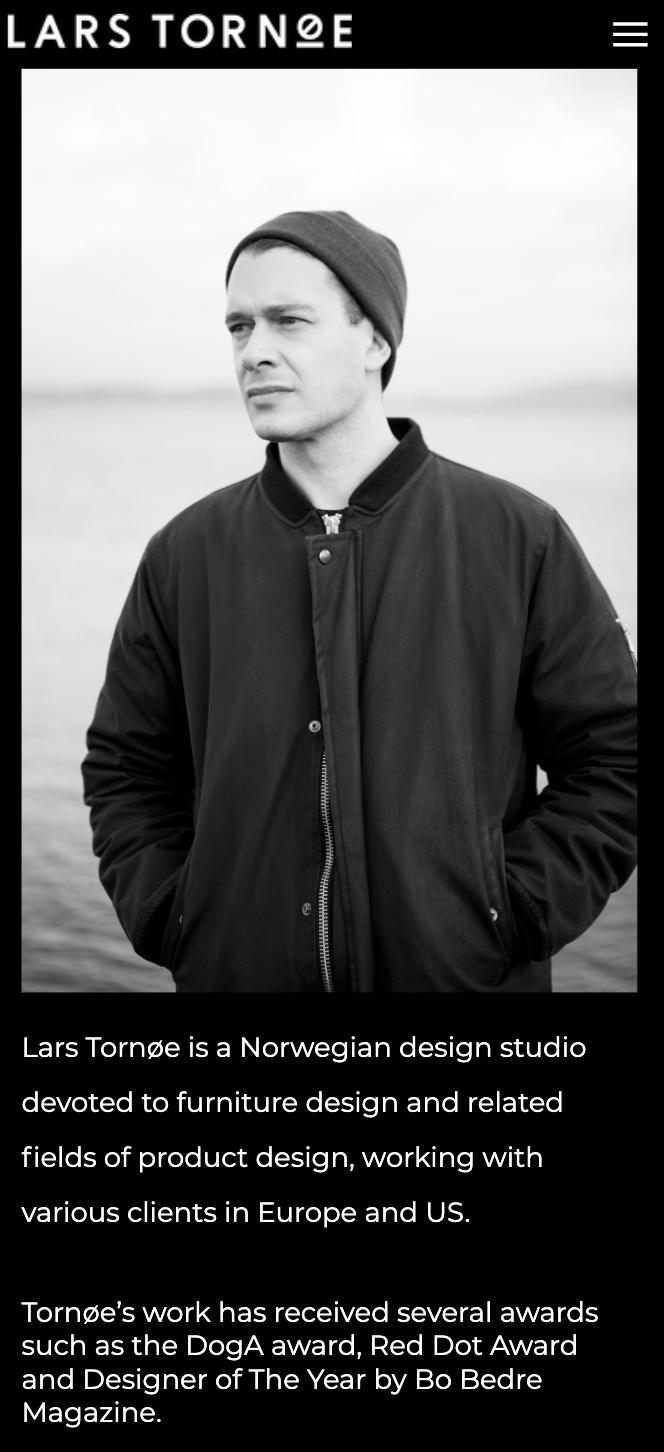 LARS TORNØE
Lars Tornøe is a Norwegian design studio
devoted to furniture design and related
fields of product design, working with
various clients in Europe and US.
Tornøe’s work has received several awards
such as the DogA award, Red Dot Award
and Designer of The Year by Bo Bedre
Magazine.